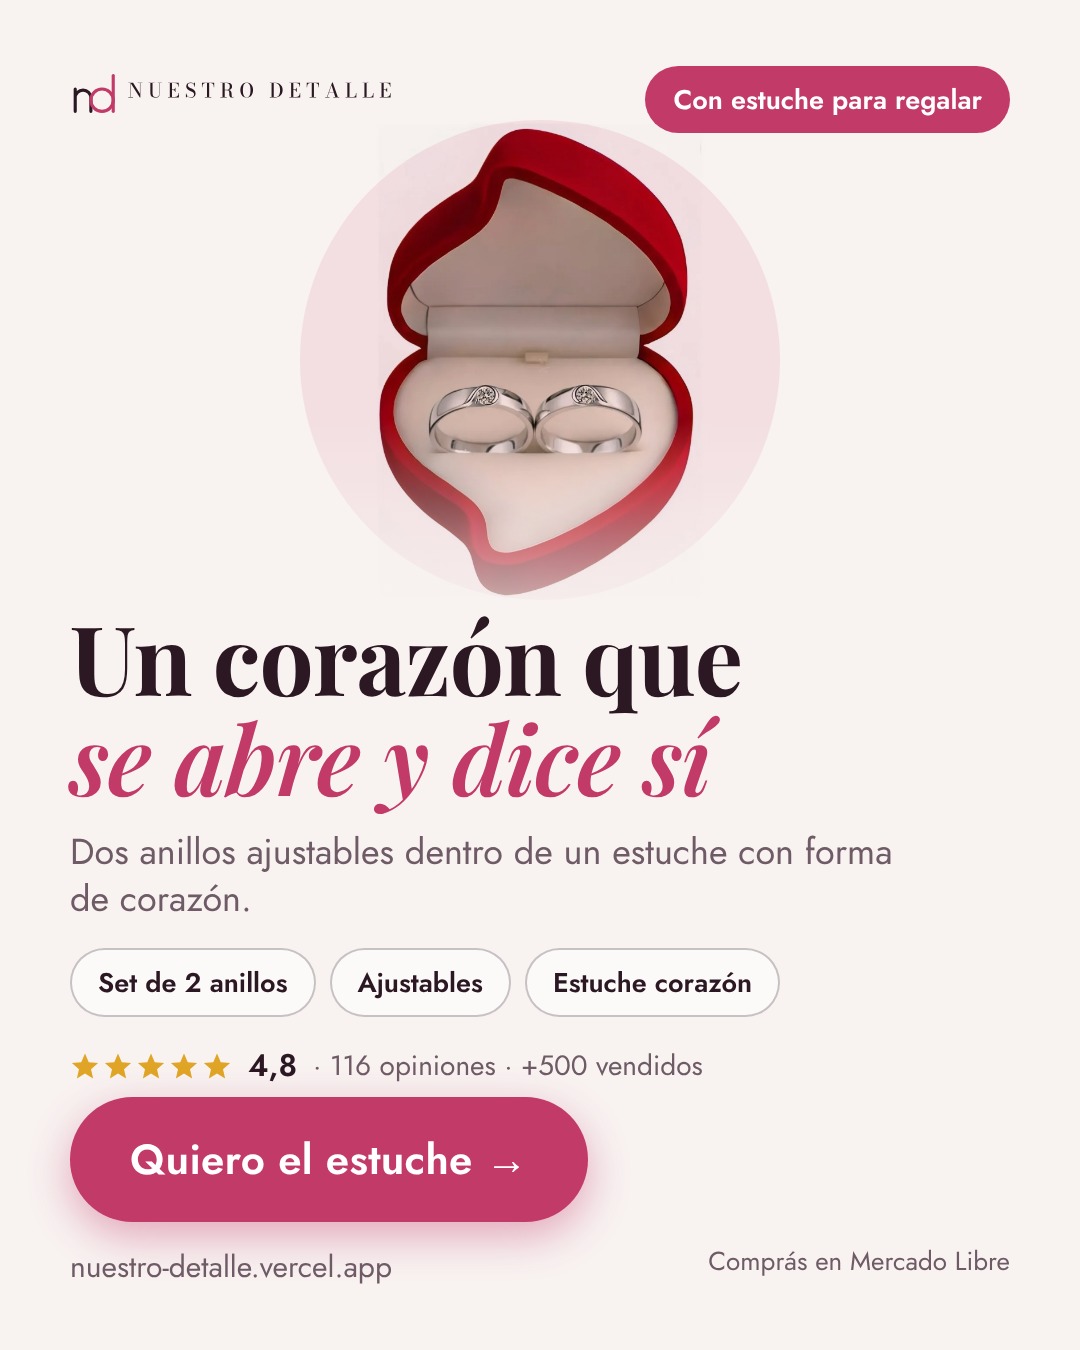 nd NUESTRO DETALLE
Con estuche para regalar
Un corazón que
se abre y dice sí
Dos anillos ajustables dentro de un estuche con forma
de corazón.
Set de 2 anillos
Ajustables
Estuche corazón
★★★★★ 4,8 · 116 opiniones · +500 vendidos
Quiero el estuche →
nuestro-detalle.vercel.app
Comprás en Mercado Libre